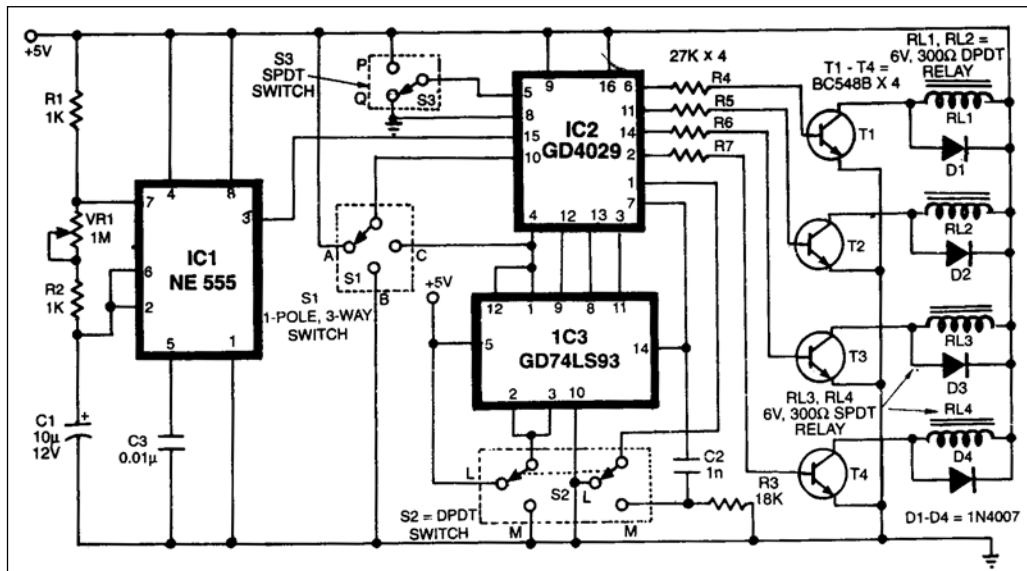 +5V
R1
1K
VR1
1M
R2
1K
C1
10µ
12V
+
C3
0.01µ
4
8
7
3
6
2
5
1
IC1
NE 555
S3
SPDT
SWITCH
P
Q
S3
A
C
S1
B
S1
1-POLE, 3-WAY
SWITCH
9
16
6
5
11
8
14
15
2
10
1
7
4
12
13
3
IC2
GD4029
27K X 4
R4
R5
R6
R7
+5V
12
1
9
8
11
5
14
2
3
10
1C3
GD74LS93
L
S2
L
M
M
S2 = DPDT
SWITCH
C2
1n
R3
18K
T1 - T4 =
BC548B X 4
RL1, RL2 =
6V, 300Ω DPDT
RELAY
T1
RL1
D1
T2
RL2
D2
T3
RL3
D3
RL3, RL4
6V, 300Ω SPDT
RELAY
RL4
T4
D4
D1-D4 = 1N4007